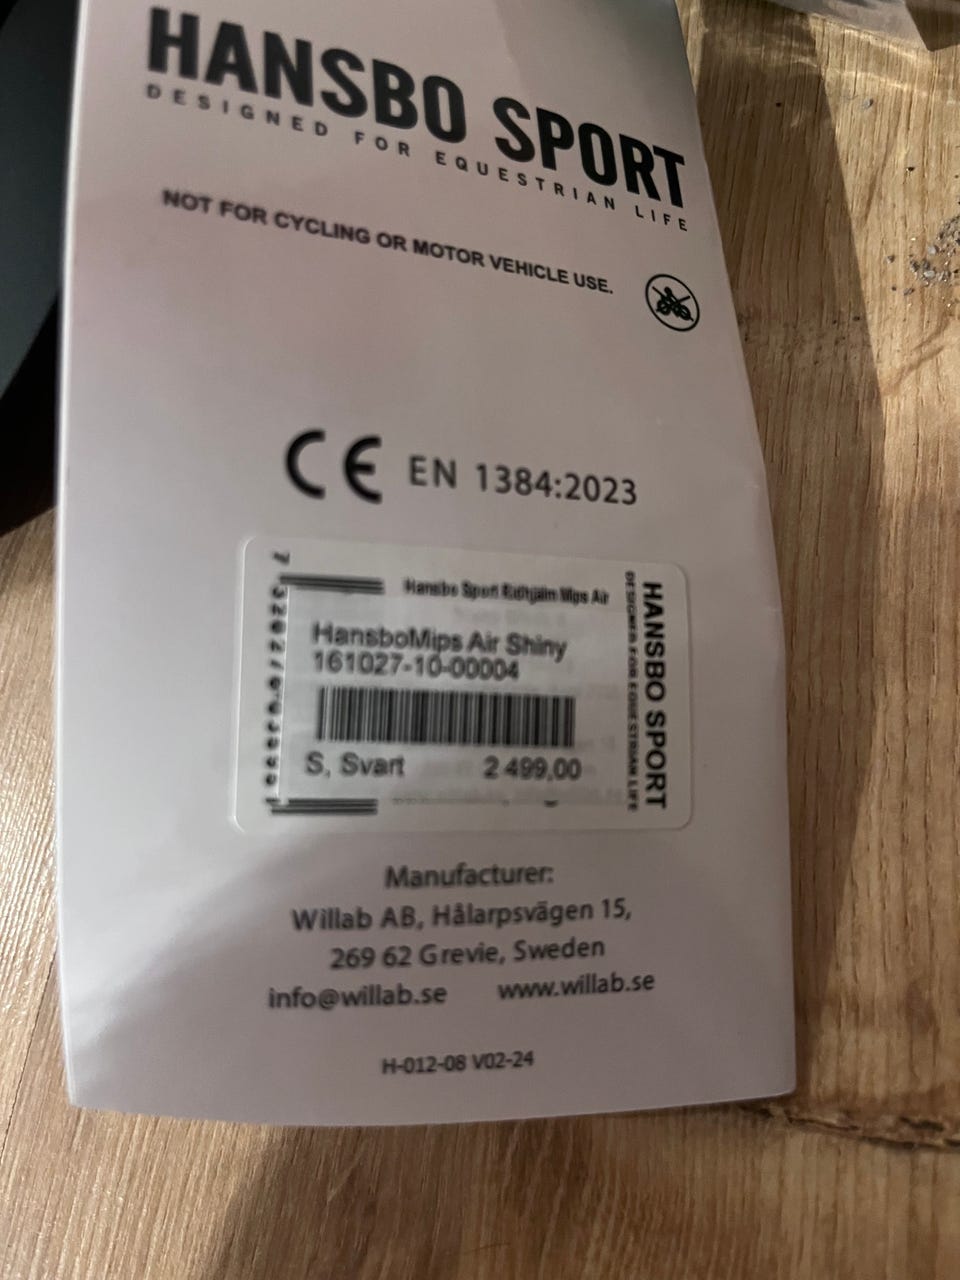 HANSBO SPORT
DESIGNED FOR EQUESTRIAN LIFE
NOT FOR CYCLING OR MOTOR VEHICLE USE.
CE EN 1384:2023
Hansbo Sport Ridhjälm Mips Air
HansboMips Air Shiny
161027-10-00004
S, Svart 2 499,00
HANSBO SPORT
DESIGNED FOR EQUESTRIAN LIFE
Manufacturer:
Willab AB, Hålarpsvägen 15,
269 62 Grevie, Sweden
info@willab.se www.willab.se
H-012-08 V02-24